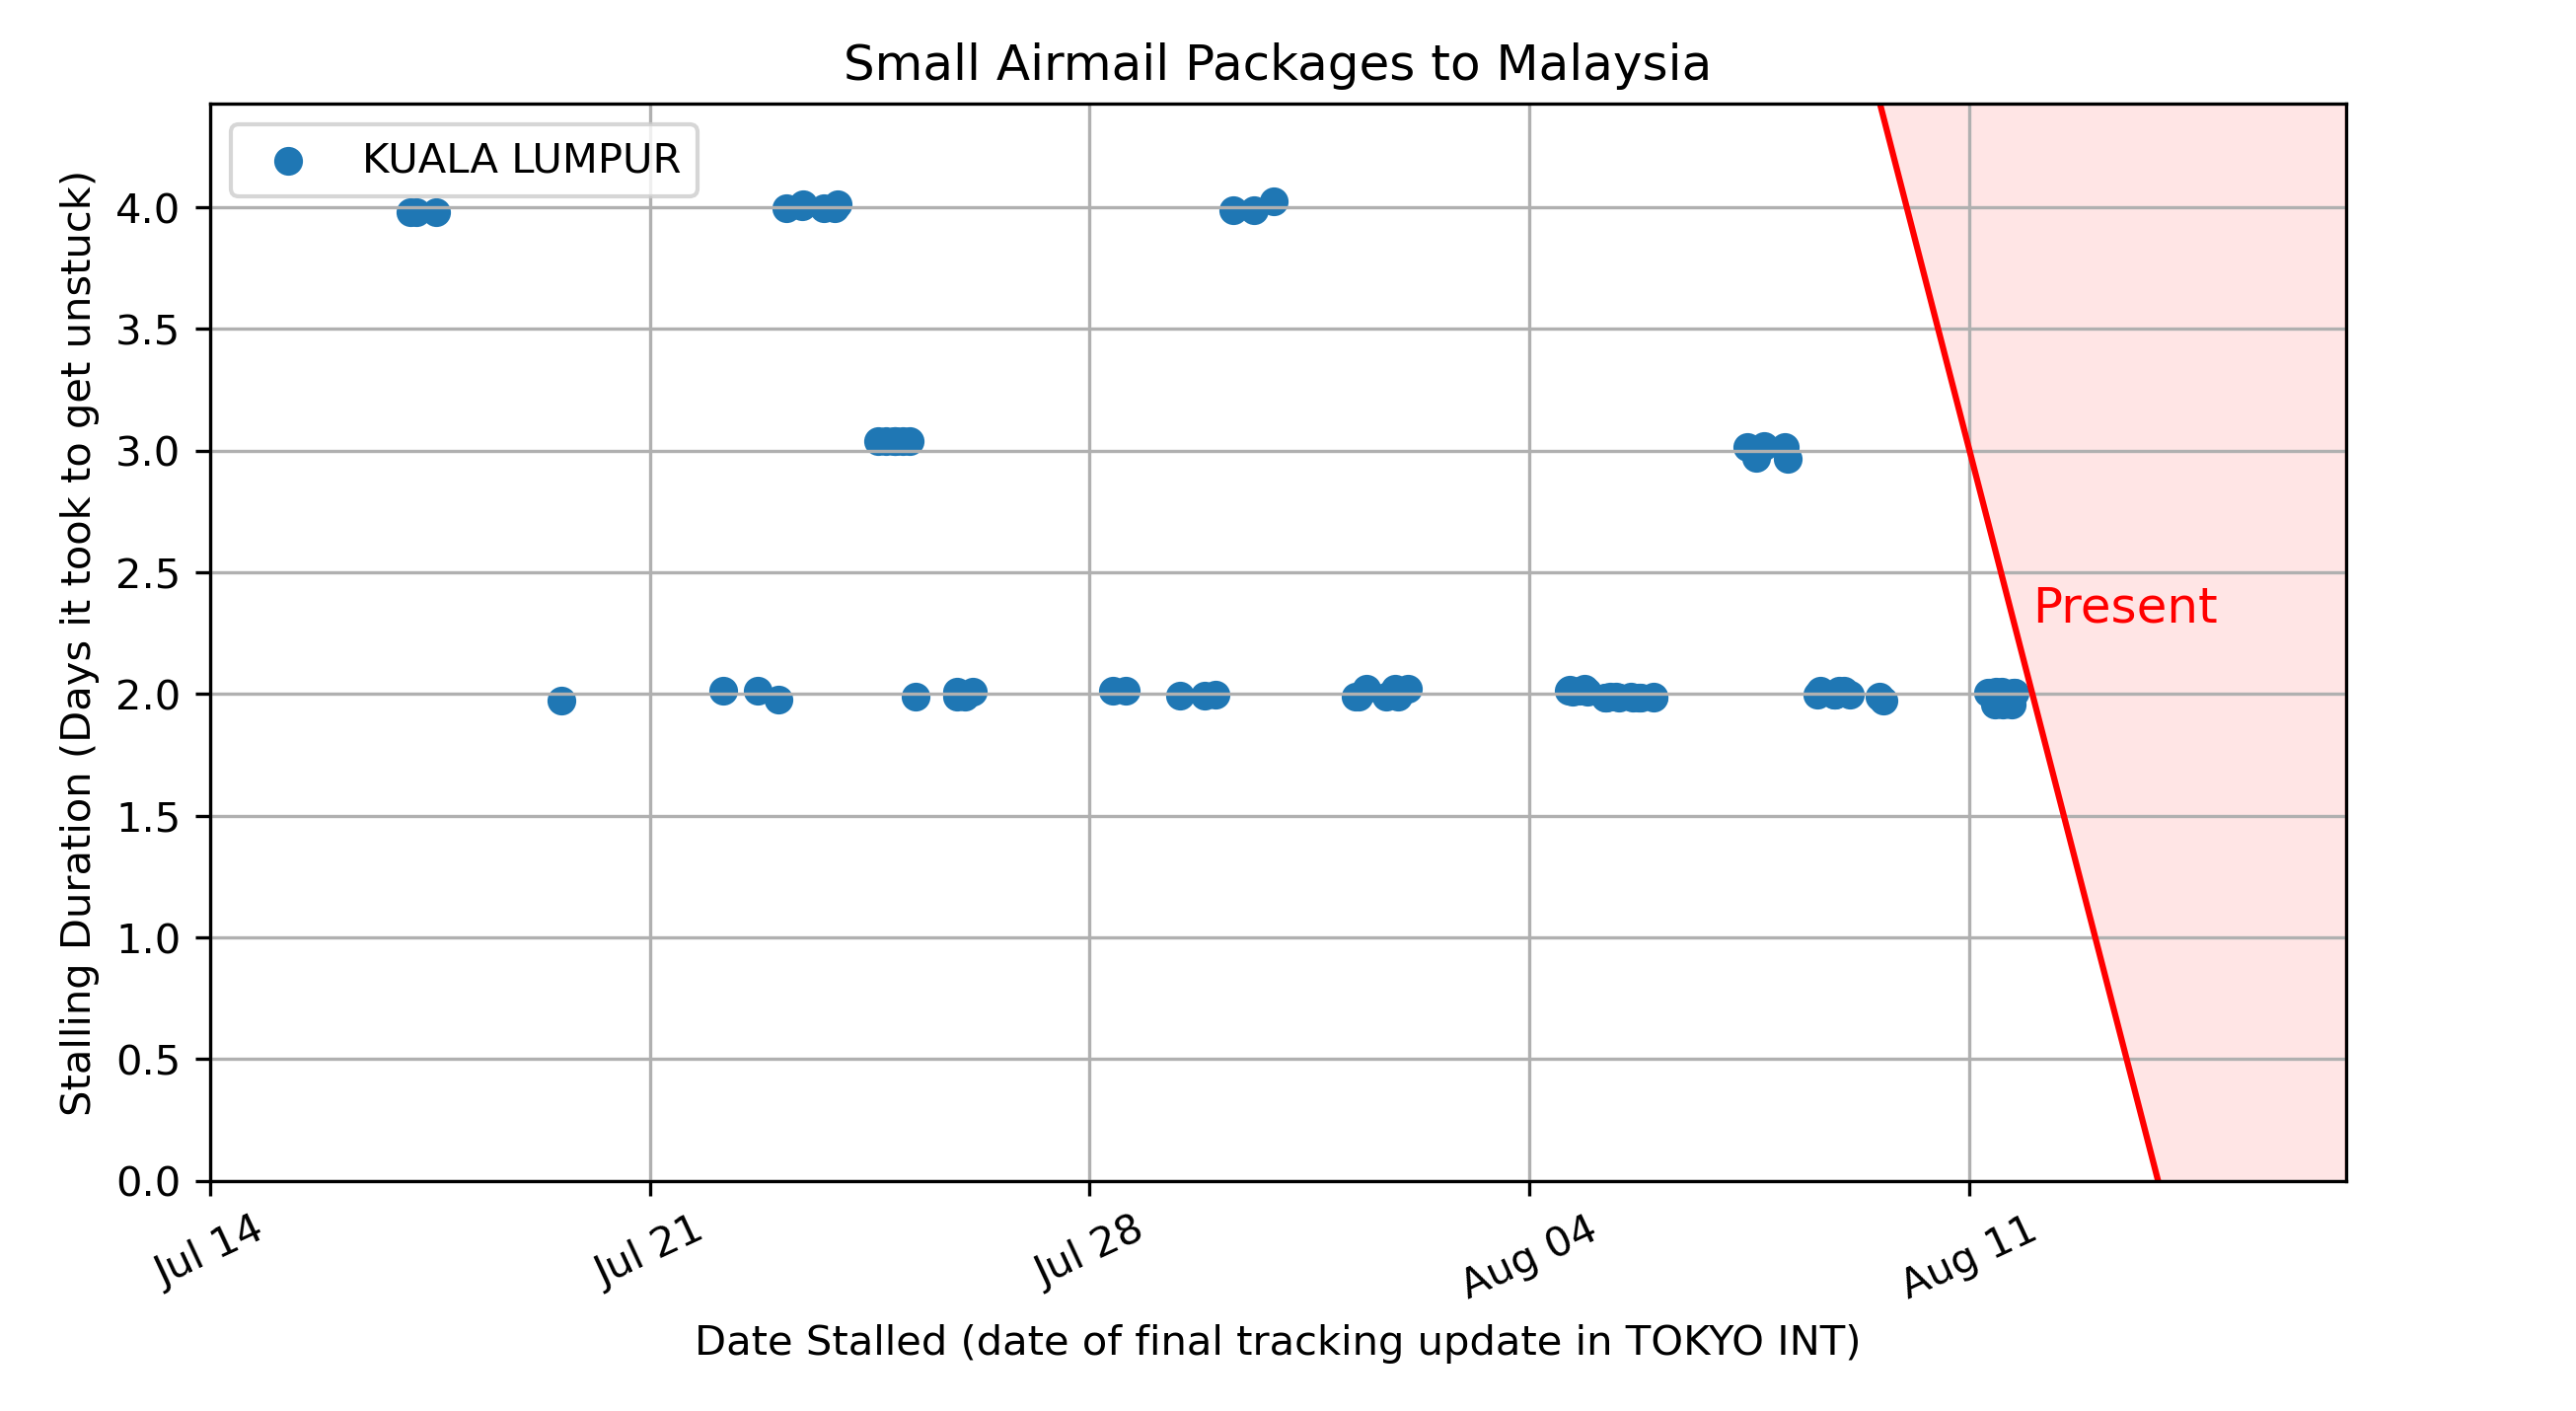 Small Airmail Packages to Malaysia
KUALA LUMPUR
Stalling Duration (Days it took to get unstuck)
4.0
3.5
3.0
2.5
2.0
1.5
1.0
0.5
0.0
Present
Jul 14
Jul 21
Jul 28
Aug 04
Aug 11
Date Stalled (date of final tracking update in TOKYO INT)